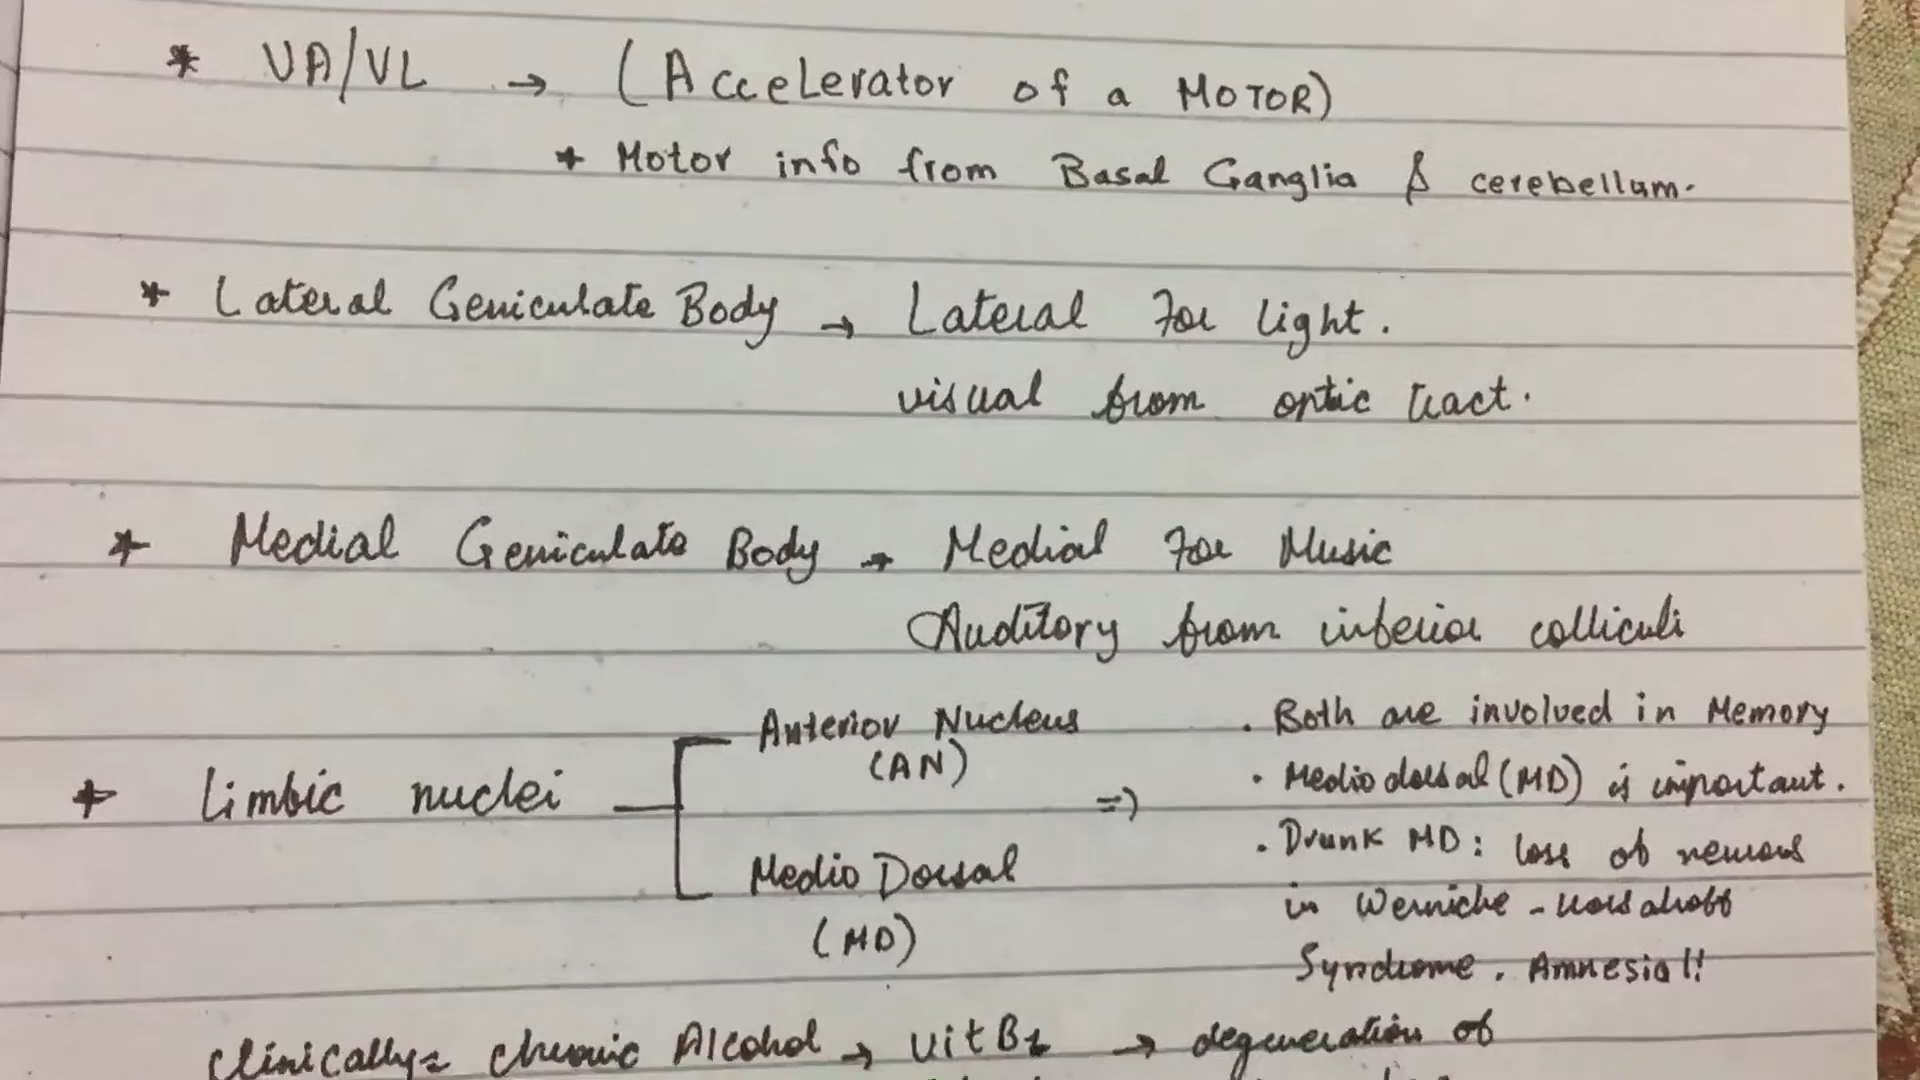 * VA/VL → (Accelerator of a MOTOR)
* Motor info from Basal Ganglia & cerebellum.
* Lateral Geniculate Body → Lateral For light.
visual from optic tract.
* Medial Geniculate Body → Medial For Music
Auditory from inferior colliculi
* Limbic nuclei
Anterior Nucleus
(AN)
Medio Dorsal
(MD)
=>
. Both are involved in Memory
. Mediodorsal (MD) is important.
. Drunk MD: loss of neurons
in Werniche - Korsakoff
Syndrome. Amnesia!!
Clinically= chronic Alcohol → Vit B1 → degeneration of